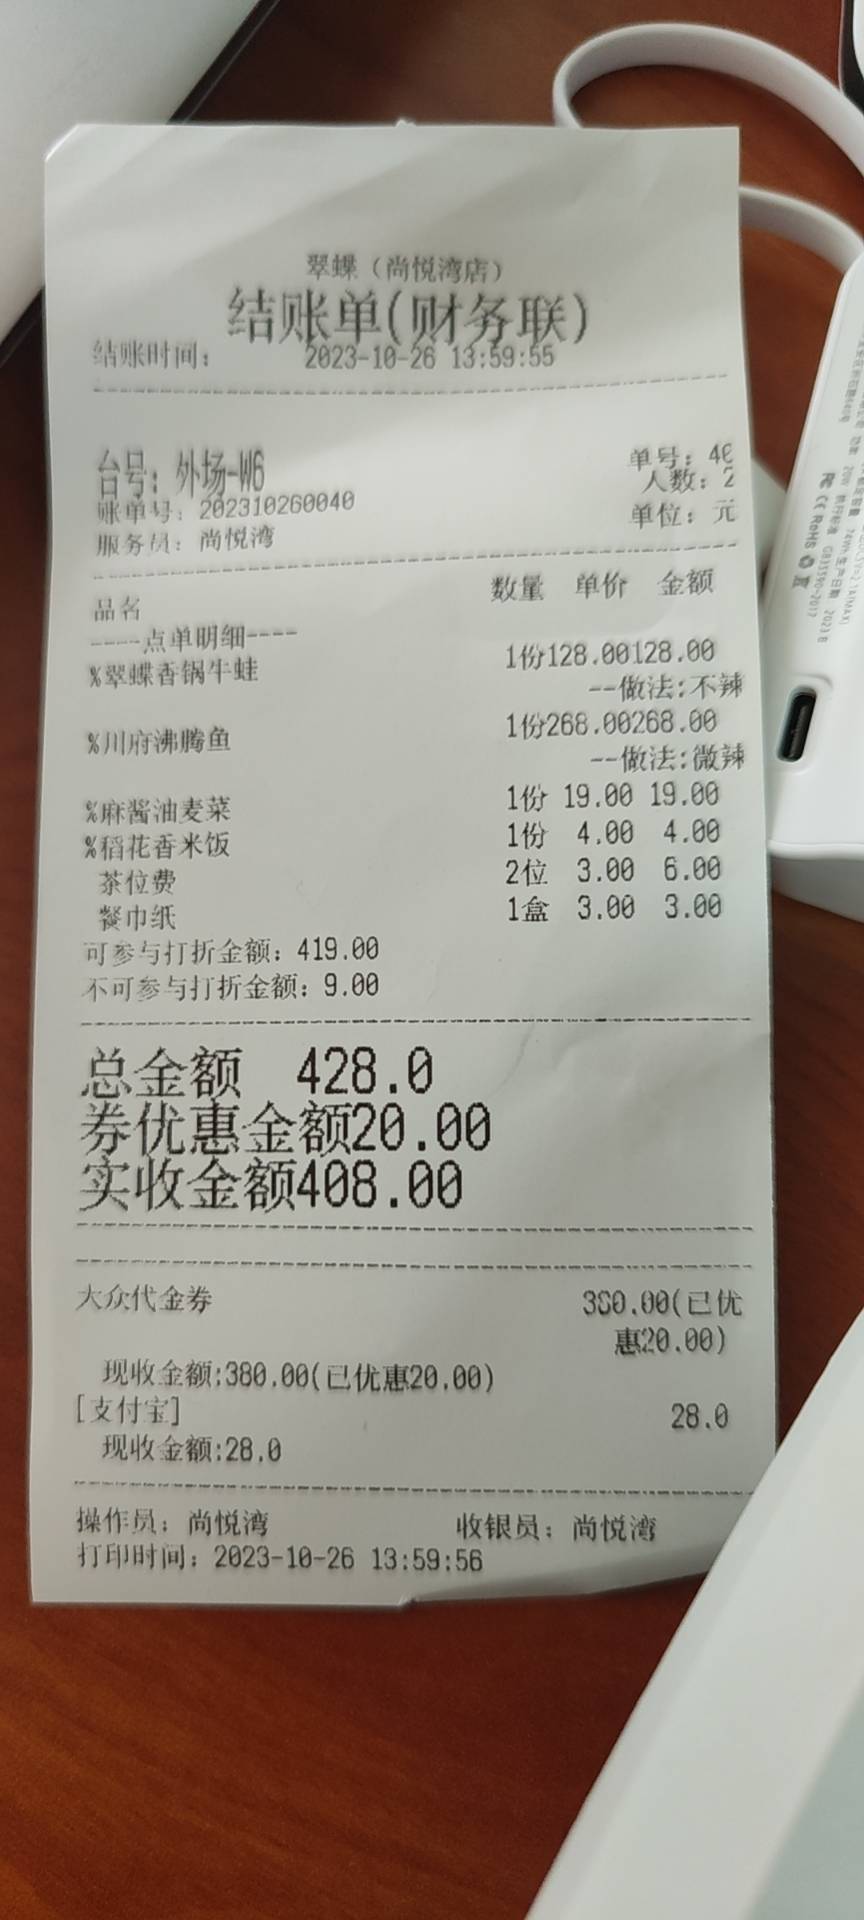 翠蝶（尚悦湾店）
结账单(财务联)
结账时间： 2023-10-26 13:59:55
台号：外场-W6 单号：40
人数：2
账单号：202310260040
单位：元
服务员：尚悦湾
品名 数量 单价 金额
----点单明细----
%翠蝶香锅牛蛙 1份128.00128.00
--做法:不辣
%川府沸腾鱼 1份268.00268.00
--做法:微辣
%麻酱油麦菜 1份 19.00 19.00
%稻花香米饭 1份 4.00 4.00
茶位费 2位 3.00 6.00
餐巾纸 1盒 3.00 3.00
可参与打折金额：419.00
不可参与打折金额：9.00
总金额 428.0
券优惠金额20.00
实收金额408.00
大众代金券 380.00(已优
惠20.00)
现收金额:380.00(已优惠20.00)
[支付宝] 28.0
现收金额:28.0
操作员：尚悦湾 收银员：尚悦湾
打印时间：2023-10-26 13:59:56